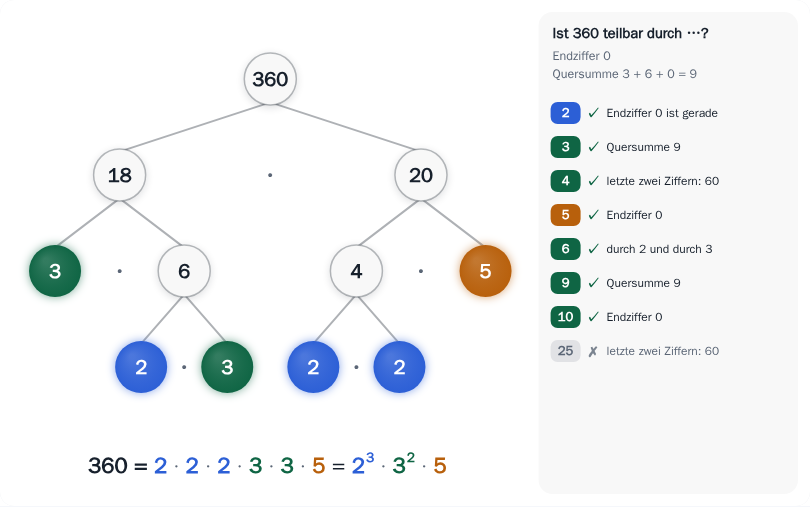 360
18 · 20
3 · 6 4 · 5
2 · 3 2 · 2
360 = 2 · 2 · 2 · 3 · 3 · 5 = 2³ · 3² · 5
Ist 360 teilbar durch ⋯?
Endziffer 0
Quersumme 3 + 6 + 0 = 9
2 ✓ Endziffer 0 ist gerade
3 ✓ Quersumme 9
4 ✓ letzte zwei Ziffern: 60
5 ✓ Endziffer 0
6 ✓ durch 2 und durch 3
9 ✓ Quersumme 9
10 ✓ Endziffer 0
25 ✗ letzte zwei Ziffern: 60